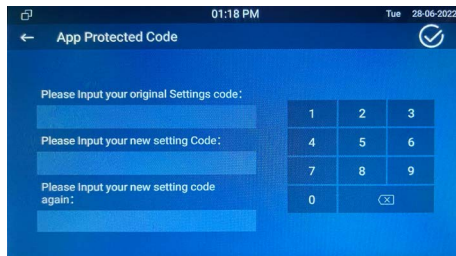 01:18 PM Tue 28-06-2022
App Protected Code
Please Input your original Settings code:
Please Input your new setting Code:
Please Input your new setting code
again:
1 2 3
4 5 6
7 8 9
0